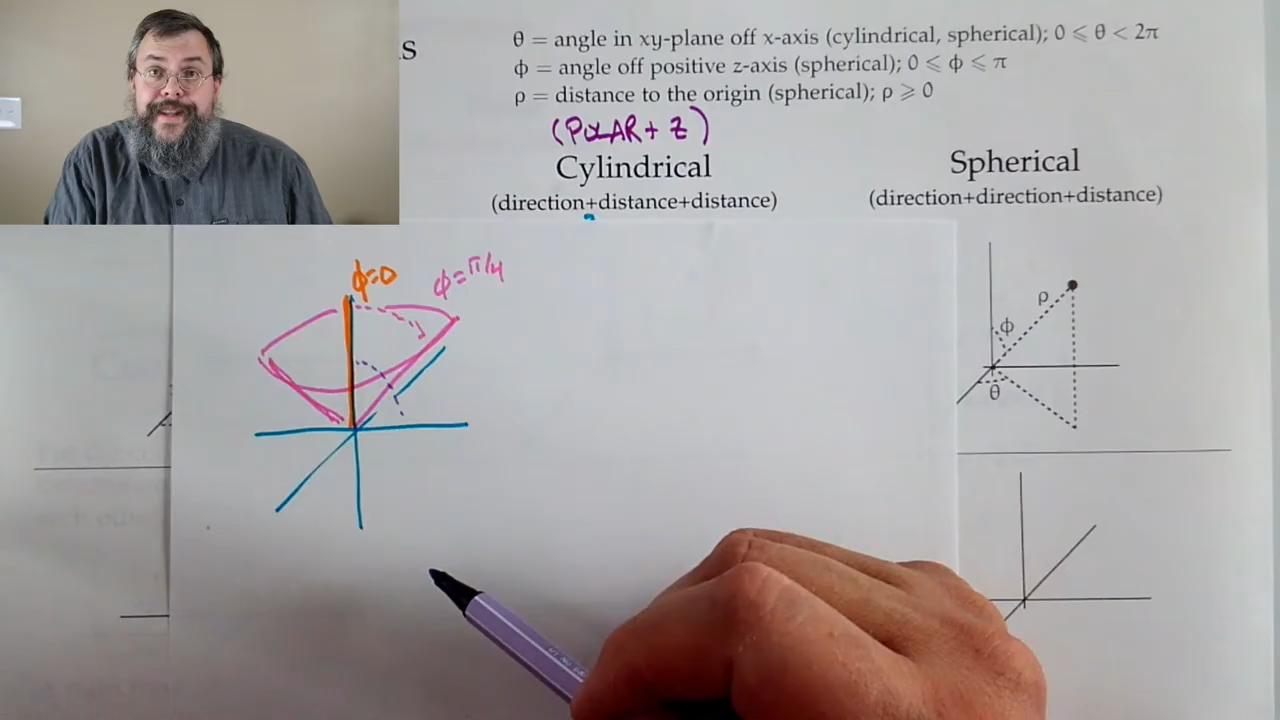 s
θ = angle in xy-plane off x-axis (cylindrical, spherical); 0 ⩽ θ < 2π
ϕ = angle off positive z-axis (spherical); 0 ⩽ ϕ ⩽ π
ρ = distance to the origin (spherical); ρ ⩾ 0
(POLAR + Z)
Cylindrical
(direction+distance+distance)
Spherical
(direction+direction+distance)
ϕ=0
ϕ=π/4
ρ
ϕ
θ